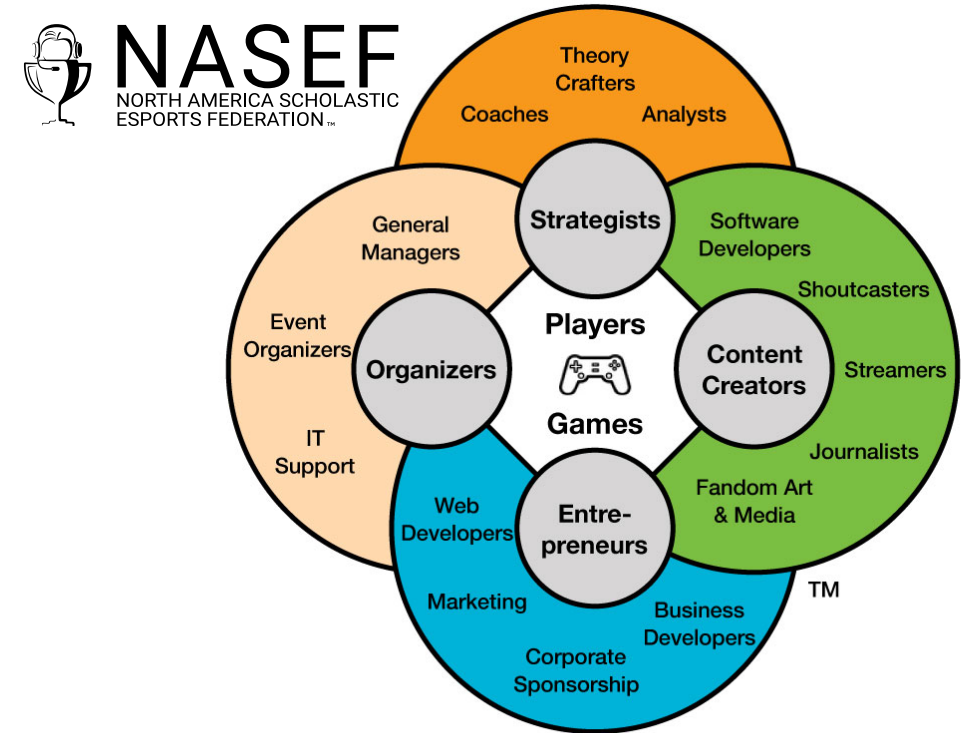 NASEF
NORTH AMERICA SCHOLASTIC
ESPORTS FEDERATION™
Theory
Crafters
Coaches
Analysts
Strategists
General
Managers
Event
Organizers
IT
Support
Organizers
Players
Games
Software
Developers
Shoutcasters
Streamers
Journalists
Fandom Art
& Media
Content
Creators
Entre-
preneurs
Web
Developers
Marketing
Corporate
Sponsorship
Business
Developers
TM